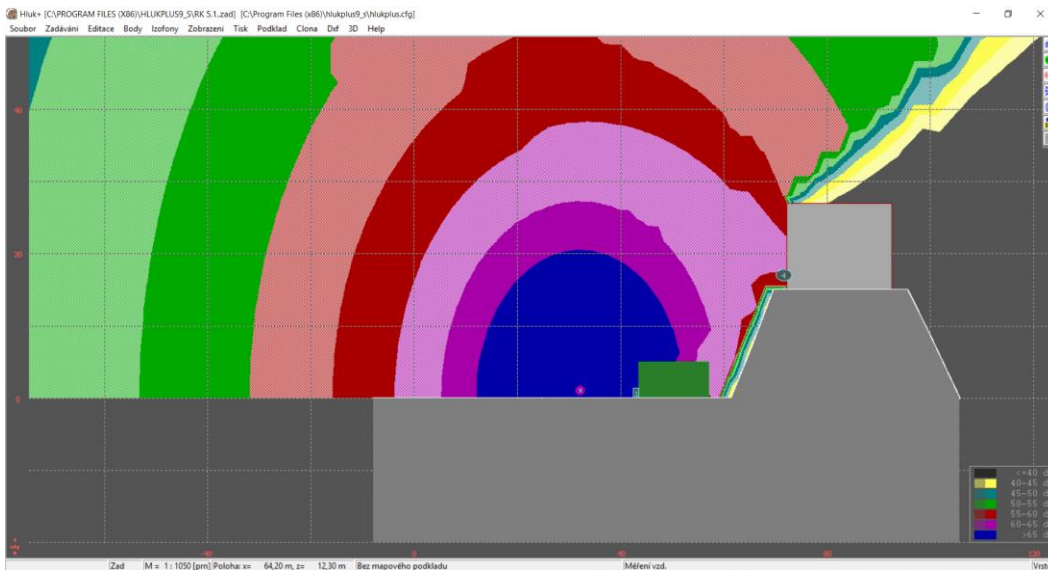 Hluk+ [C:\PROGRAM FILES (X86)\HLUKPLUS9_S\RK 5.1.zad] [C:\Program Files (x86)\hlukplus9_s\hlukplus.cfg]
Soubor Zadávání Editace Body Izofony Zobrazení Tisk Podklad Clona Dxf 3D Help
40
20
0
<=40 d
40-45 d
45-50 d
50-55 d
55-60 d
60-65 d
>65 d
-40 0 40 80 120
Zad M = 1 : 1050 [prn] Poloha: x= 64,20 m, z= 12,30 m Bez mapového podkladu Měření vzd. Vrst